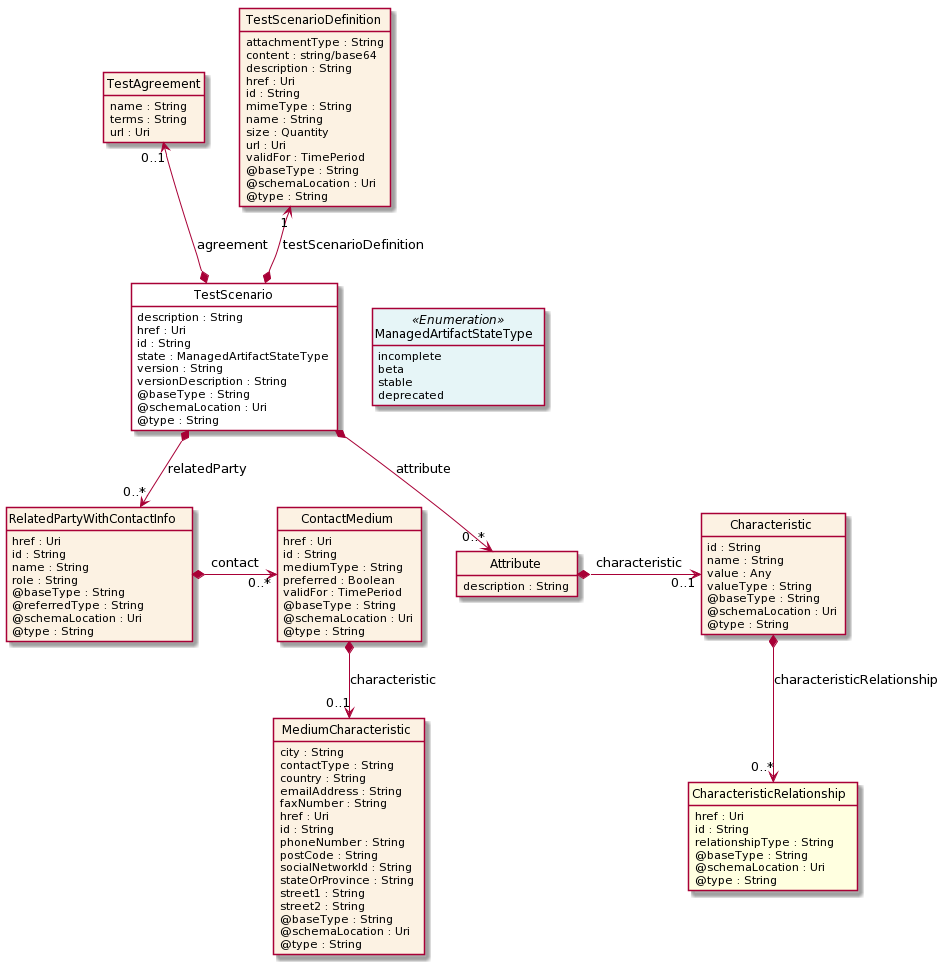 TestScenarioDefinition
attachmentType : String
content : string/base64
description : String
href : Uri
id : String
mimeType : String
name : String
size : Quantity
url : Uri
validFor : TimePeriod
@baseType : String
@schemaLocation : Uri
@type : String
TestAgreement
name : String
terms : String
url : Uri
0..1
1
agreement
testScenarioDefinition
TestScenario
description : String
href : Uri
id : String
state : ManagedArtifactStateType
version : String
versionDescription : String
@baseType : String
@schemaLocation : Uri
@type : String
«Enumeration»
ManagedArtifactStateType
incomplete
beta
stable
deprecated
relatedParty
0..*
attribute
0..*
RelatedPartyWithContactInfo
href : Uri
id : String
name : String
role : String
@baseType : String
@referredType : String
@schemaLocation : Uri
@type : String
contact
0..*
ContactMedium
href : Uri
id : String
mediumType : String
preferred : Boolean
validFor : TimePeriod
@baseType : String
@schemaLocation : Uri
@type : String
Attribute
description : String
characteristic
0..1
Characteristic
id : String
name : String
value : Any
valueType : String
@baseType : String
@schemaLocation : Uri
@type : String
characteristic
0..1
characteristicRelationship
0..*
MediumCharacteristic
city : String
contactType : String
country : String
emailAddress : String
faxNumber : String
href : Uri
id : String
phoneNumber : String
postCode : String
socialNetworkId : String
stateOrProvince : String
street1 : String
street2 : String
@baseType : String
@schemaLocation : Uri
@type : String
CharacteristicRelationship
href : Uri
id : String
relationshipType : String
@baseType : String
@schemaLocation : Uri
@type : String